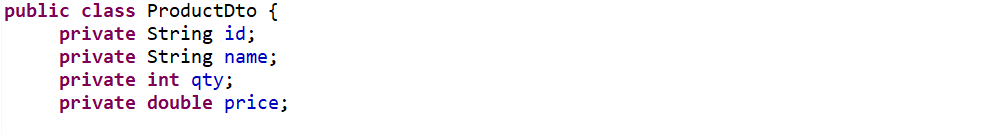 public class ProductDto {
    private String id;
    private String name;
    private int qty;
    private double price;